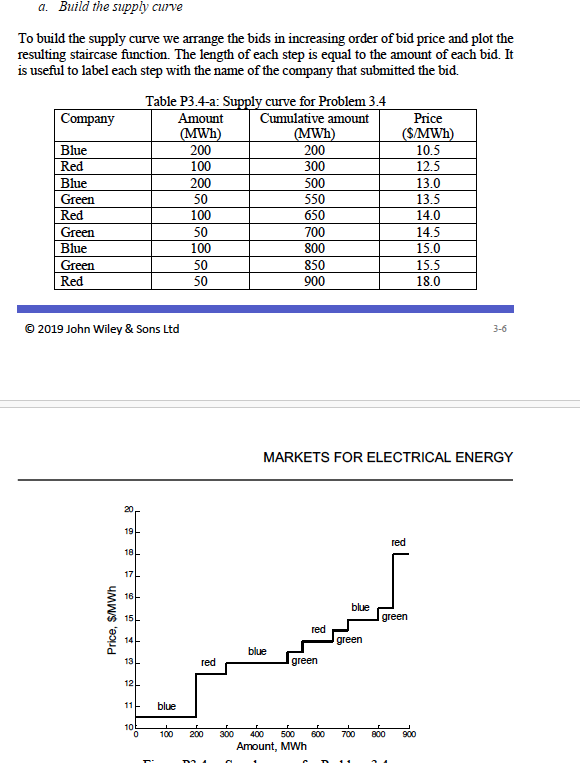 a. Build the supply curve
To build the supply curve we arrange the bids in increasing order of bid price and plot the
resulting staircase function. The length of each step is equal to the amount of each bid. It
is useful to label each step with the name of the company that submitted the bid.
Table P3.4-a: Supply curve for Problem 3.4
Company Amount (MWh) Cumulative amount (MWh) Price ($/MWh)
Blue 200 200 10.5
Red 100 300 12.5
Blue 200 500 13.0
Green 50 550 13.5
Red 100 650 14.0
Green 50 700 14.5
Blue 100 800 15.0
Green 50 850 15.5
Red 50 900 18.0
© 2019 John Wiley & Sons Ltd 3-6
MARKETS FOR ELECTRICAL ENERGY
Price, $/MWh
20
19
18
17
16
15
14
13
12
11
10
red
blue
green
red
green
blue
green
red
blue
0 100 200 300 400 500 600 700 800 900
Amount, MWh